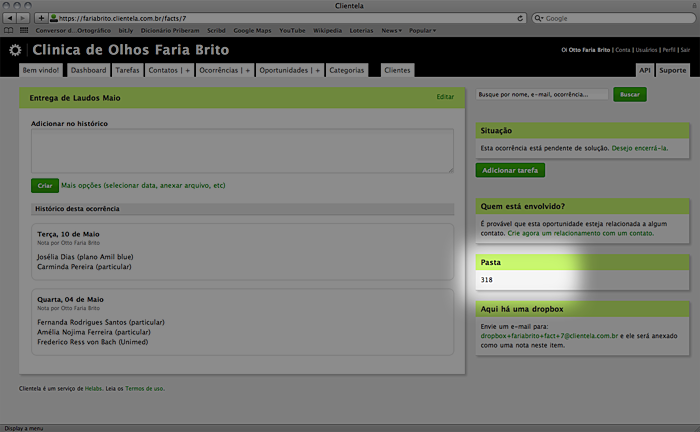 Clientela
https://fariabrito.clientela.com.br/facts/7
Google
Conversor d...Ortográfico bit.ly Dicionário Priberam Scribd Google Maps YouTube Wikipedia Loterias News Popular
Clinica de Olhos Faria Brito
Oi Otto Faria Brito | Conta | Usuários | Perfil | Sair
Bem vindo! Dashboard Tarefas Contatos | + Ocorrências | + Oportunidades | + Categorias Clientes API Suporte
Entrega de Laudos Maio Editar
Busque por nome, e-mail, ocorrência... Buscar
Adicionar no histórico
Criar Mais opções (selecionar data, anexar arquivo, etc)
Histórico desta ocorrência
Terça, 10 de Maio
Nota por Otto Faria Brito
Josélia Dias (plano Amil blue)
Carminda Pereira (particular)
Quarta, 04 de Maio
Nota por Otto Faria Brito
Fernanda Rodrigues Santos (particular)
Amélia Nojima Ferreira (particular)
Frederico Ress von Bach (Unimed)
Situação
Esta ocorrência está pendente de solução. Desejo encerrá-la.
Adicionar tarefa
Quem está envolvido?
É provável que esta oportunidade esteja relacionada a algum
contato. Crie agora um relacionamento com um contato.
Pasta
318
Aqui há uma dropbox
Envie um e-mail para:
dropbox+fariabrito+fact+7@clientela.com.br e ele será anexado
como uma nota neste item.
Clientela é um serviço de Helabs. Leia os Termos de uso.
Display a menu